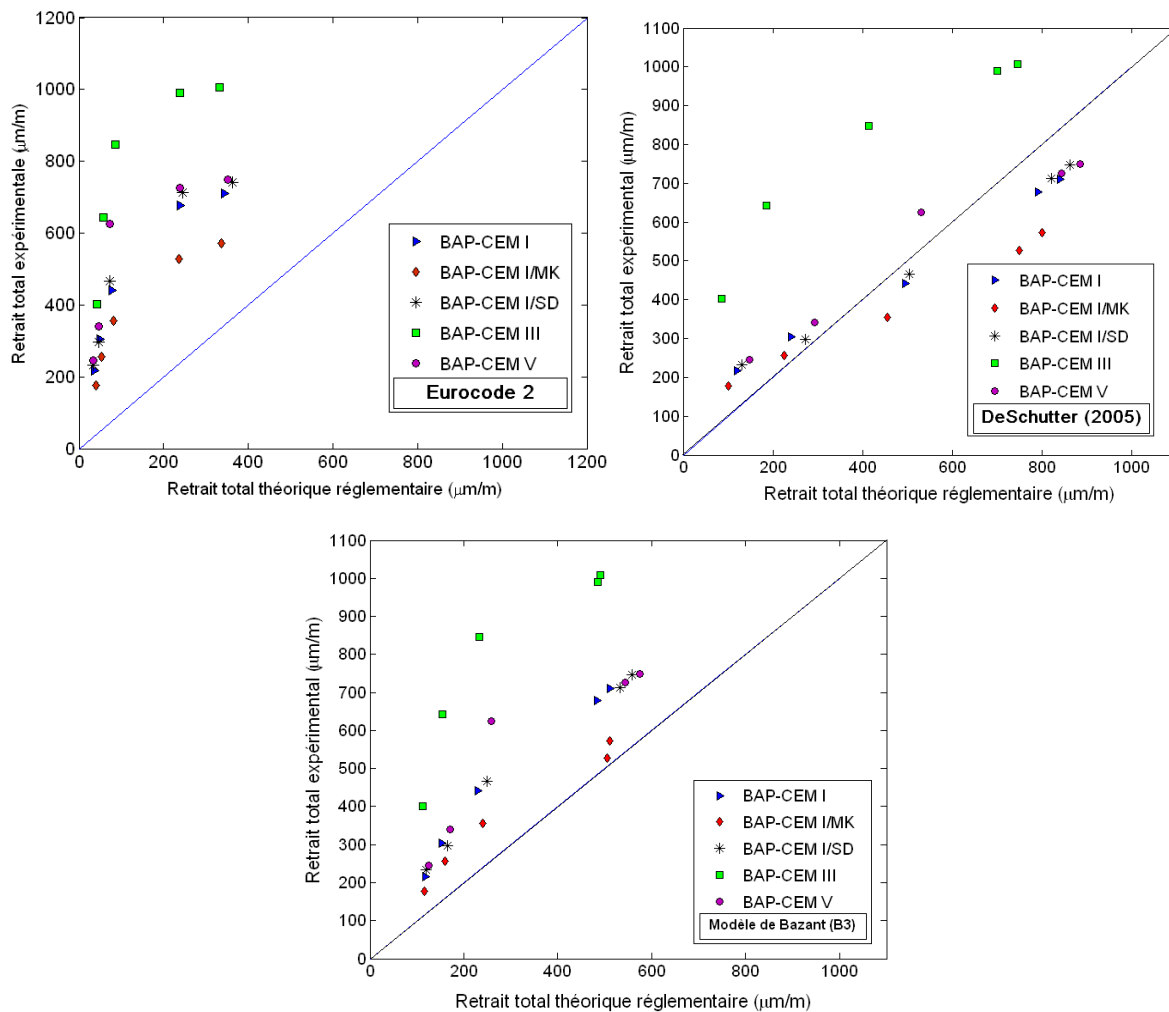 1200
1000
800
600
400
200
0
0
200
400
600
800
1000
1200
Retrait total expérimentale (μm/m)
Retrait total théorique réglementaire (μm/m)
BAP-CEM I
BAP-CEM I/MK
BAP-CEM I/SD
BAP-CEM III
BAP-CEM V
Eurocode 2
1100
1000
900
800
700
600
500
400
300
200
100
0
0
200
400
600
800
1000
Retrait total expérimental (μm/m)
Retrait total théorique réglementaire (μm/m)
BAP-CEM I
BAP-CEM I/MK
BAP-CEM I/SD
BAP-CEM III
BAP-CEM V
DeSchutter (2005)
1100
1000
900
800
700
600
500
400
300
200
100
0
0
200
400
600
800
1000
Retrait total expérimental (μm/m)
Retrait total théorique réglementaire (μm/m)
BAP-CEM I
BAP-CEM I/MK
BAP-CEM I/SD
BAP-CEM III
BAP-CEM V
Modèle de Bazant (B3)